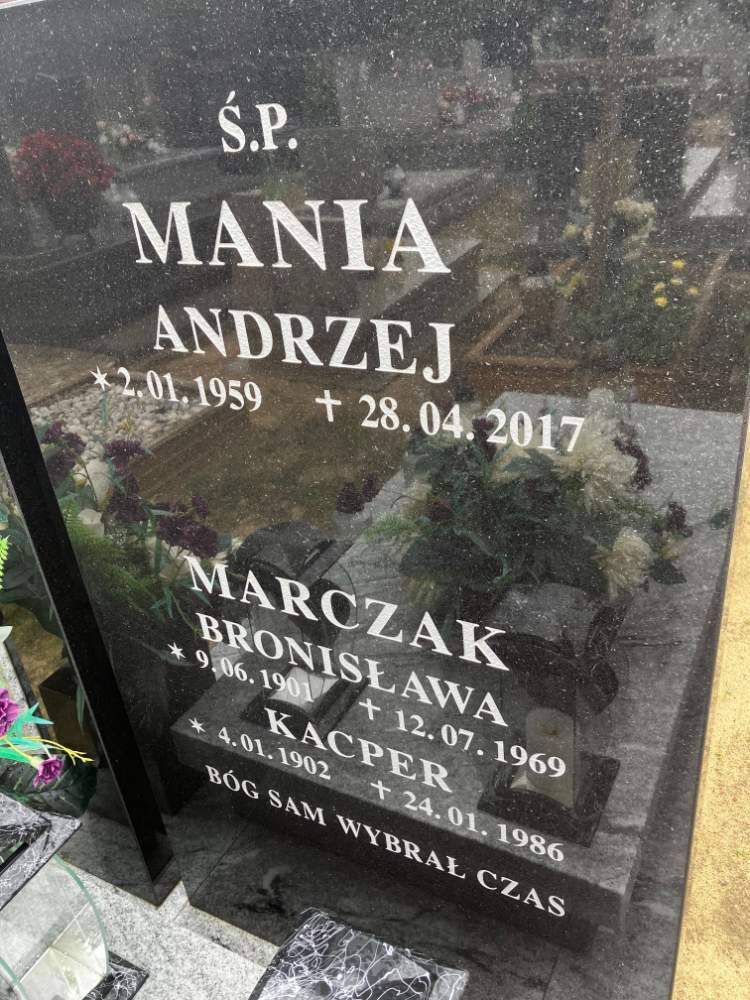 Ś.P.
MANIA
ANDRZEJ
✶2.01.1959 ✝ 28.04.2017
MARCZAK
BRONISŁAWA
✶ 9.06.1901 ✝ 12.07.1969
KACPER
✶ 4.01.1902 ✝ 24.01.1986
BÓG SAM WYBRAŁ CZAS